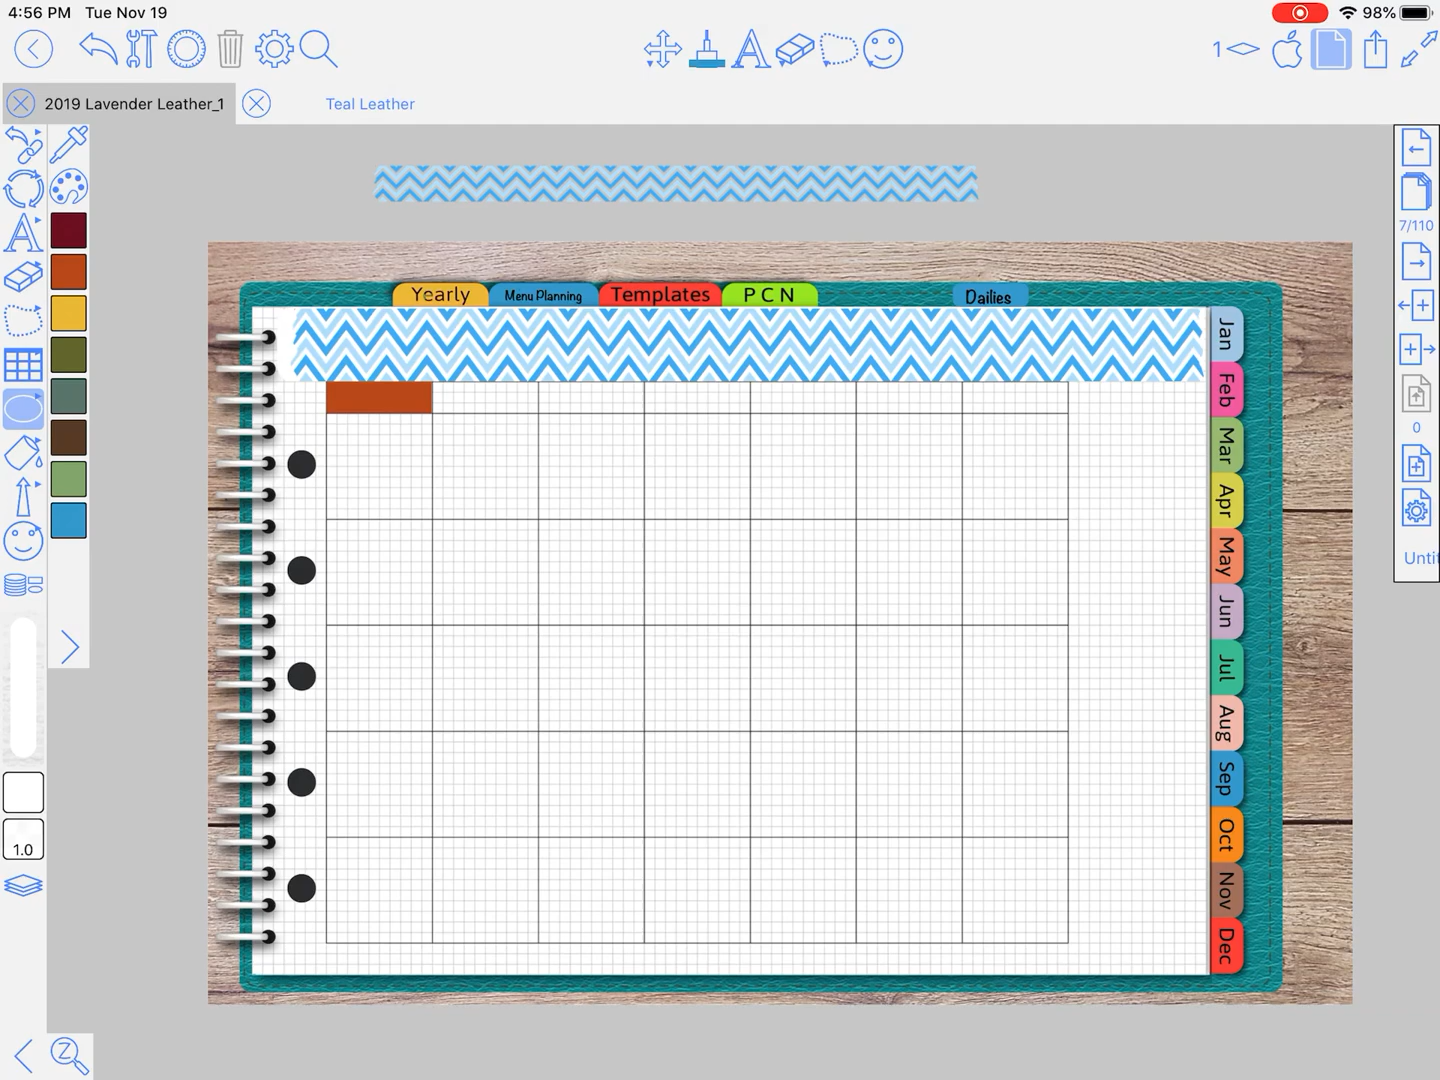 4:56 PM Tue Nov 19
98%
1
2019 Lavender Leather_1
Teal Leather
7/110
0
Yearly
Menu Planning
Templates
P C N
Dailies
Jan
Feb
Mar
Apr
May
Jun
Jul
Aug
Sep
Oct
Nov
Dec
1.0
Z